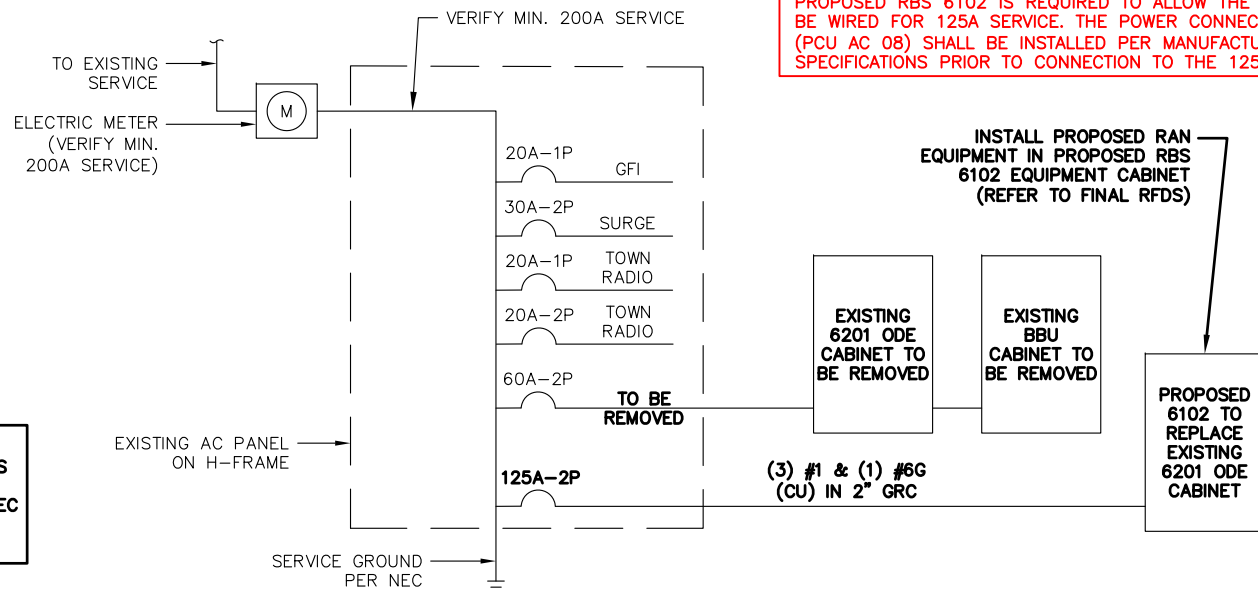 VERIFY MIN. 200A SERVICE
PROPOSED RBS 6102 IS REQUIRED TO ALLOW THE
BE WIRED FOR 125A SERVICE. THE POWER
(PCU AC 08) SHALL BE INSTALLED PER
SPECIFICATIONS PRIOR TO CONNECTION TO THE
TO EXISTING
SERVICE
M
ELECTRIC METER
(VERIFY MIN.
200A SERVICE)
INSTALL PROPOSED RAN
EQUIPMENT IN PROPOSED RBS
6102 EQUIPMENT CABINET
(REFER TO FINAL RFDS)
20A-1P
GFI
30A-2P
SURGE
20A-1P
TOWN
RADIO
20A-2P
TOWN
RADIO
60A-2P
TO BE
REMOVED
EXISTING
6201 ODE
CABINET TO
BE REMOVED
EXISTING
BBU
CABINET TO
BE REMOVED
PROPOSED
6102 TO
REPLACE
EXISTING
6201 ODE
CABINET
EXISTING AC PANEL
ON H-FRAME
125A-2P
(3) #1 & (1) #6G
(CU) IN 2" GRC
SERVICE GROUND
PER NEC